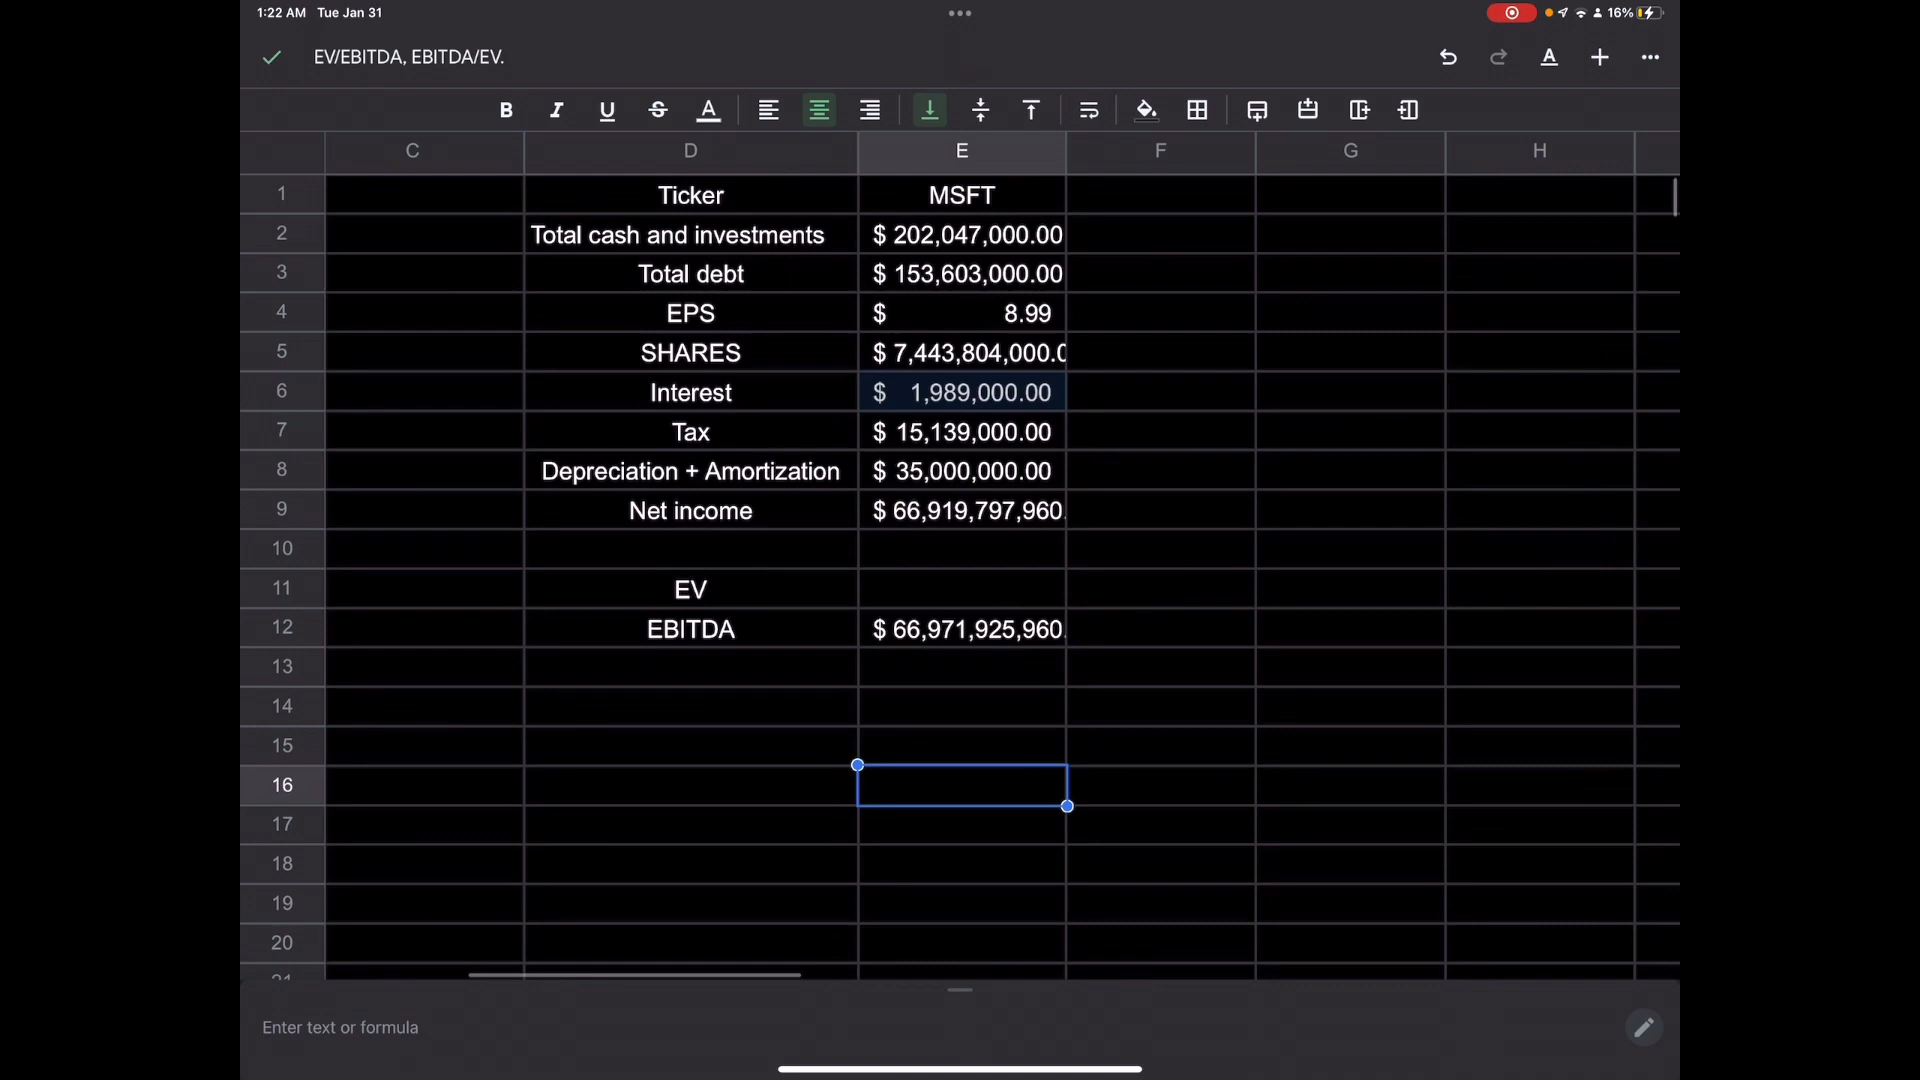 1:22 AM Tue Jan 31
16%
EV/EBITDA, EBITDA/EV.
B I U S A
C D E F G H
1 Ticker MSFT
2 Total cash and investments $ 202,047,000.00
3 Total debt $ 153,603,000.00
4 EPS $ 8.99
5 SHARES $ 7,443,804,000.0
6 Interest $ 1,989,000.00
7 Tax $ 15,139,000.00
8 Depreciation + Amortization $ 35,000,000.00
9 Net income $ 66,919,797,960.
10
11 EV
12 EBITDA $ 66,971,925,960.
13
14
15
16
17
18
19
20
21
Enter text or formula